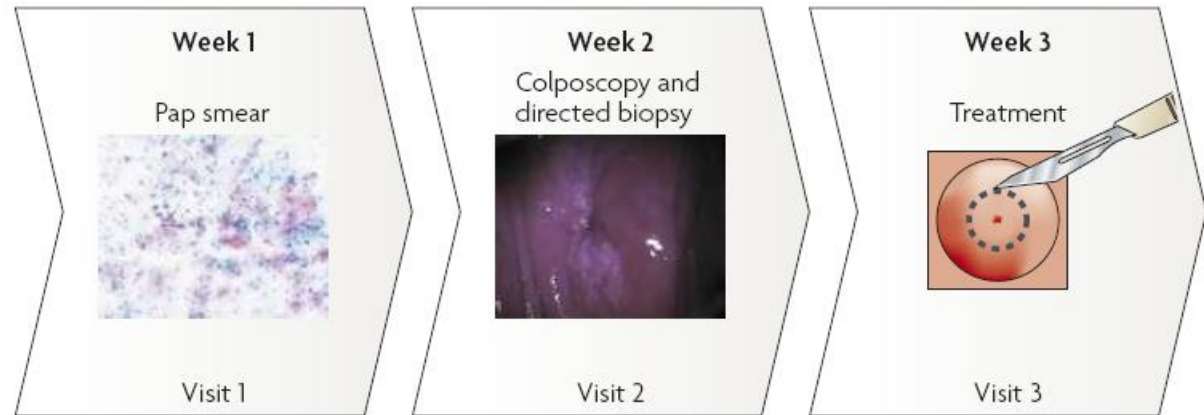 Week 1
Pap smear
Visit 1
Week 2
Colposcopy and
directed biopsy
Visit 2
Week 3
Treatment
Visit 3